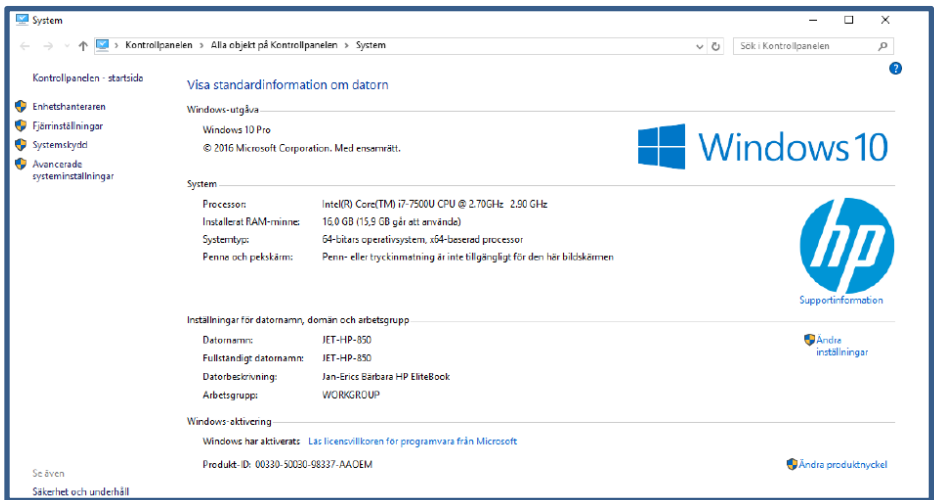 System
Kontrollpanelen > Alla objekt på Kontrollpanelen > System
Sök i Kontrollpanelen
Kontrollpanelen - startsida
Enhetshanteraren
Fjärrinställningar
Systemskydd
Avancerade
systeminställningar
Se även
Säkerhet och underhåll
Visa standardinformation om datorn
Windows-utgåva
Windows 10 Pro
© 2016 Microsoft Corporation. Med ensamrätt.
Windows 10
System
Processor: Intel(R) Core(TM) i7-7500U CPU @ 2.70GHz 2.90 GHz
Installerat RAM-minne: 16,0 GB (15,9 GB går att använda)
Systemtyp: 64-bitars operativsystem, x64-baserad processor
Penna och pekskärm: Penn- eller tryckinmatning är inte tillgängligt för den här bildskärmen
hp
Supportinformation
Inställningar för datornamn, domän och arbetsgrupp
Datornamn: JET-HP-850
Fullständigt datornamn: JET-HP-850
Datorbeskrivning: Jan-Erics Bärbara HP EliteBook
Arbetsgrupp: WORKGROUP
Ändra
inställningar
Windows-aktivering
Windows har aktiverats Läs licensvillkoren för programvara från Microsoft
Produkt-ID: 00330-50030-98337-AAOEM
Ändra produktnyckel